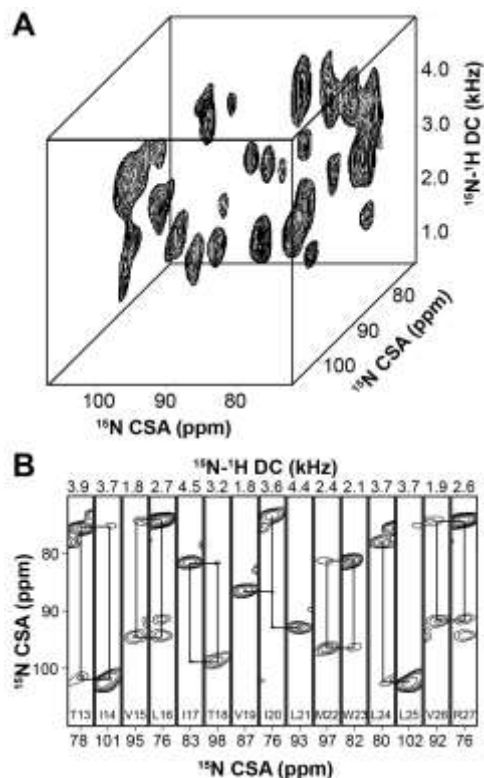 A
4.0
3.0
2.0
1.0
¹⁵N-¹H DC (kHz)
80
90
100
¹⁵N CSA (ppm)
100 90 80
¹⁵N CSA (ppm)
B
¹⁵N-¹H DC (kHz)
3.9 3.7 1.8 2.7 4.5 3.2 1.8 3.6 4.4 2.4 2.1 3.7 3.7 1.9 2.6
80
90
100
¹⁵N CSA (ppm)
T13 I14 V15 L16 I17 T18 V19 I20 L21 M22 W23 L24 L25 V26 R27
78 101 95 76 83 98 87 76 93 97 82 80 102 92 76
¹⁵N CSA (ppm)